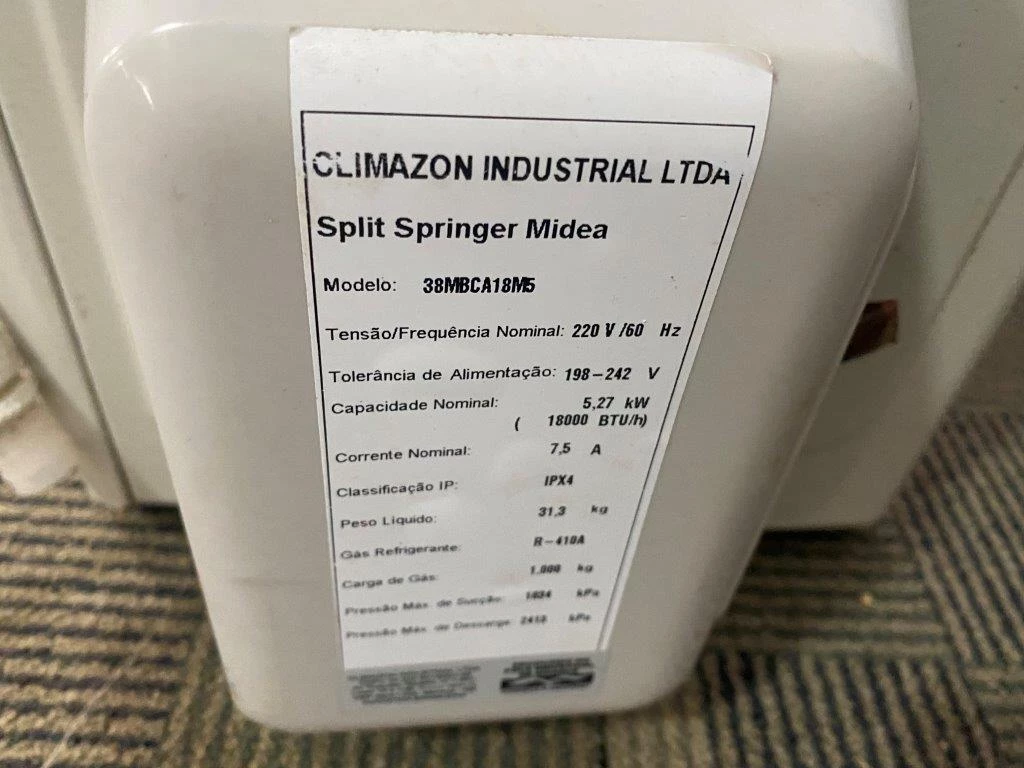 CLIMAZON INDUSTRIAL LTDA
Split Springer Midea
Modelo: 38MBCA18M5
Tensão/Frequência Nominal: 220 V /60 Hz
Tolerância de Alimentação: 198-242 V
Capacidade Nominal: 5,27 kW
( 18000 BTU/h)
Corrente Nominal: 7,5 A
Classificação IP: IPX4
Peso Líquido: 31,3 kg
Gás Refrigerante: R-410A
Carga de Gás: 1.000 kg
Pressão Máx. de Sucção: kPa
Pressão Máx. de Descarga: kPa